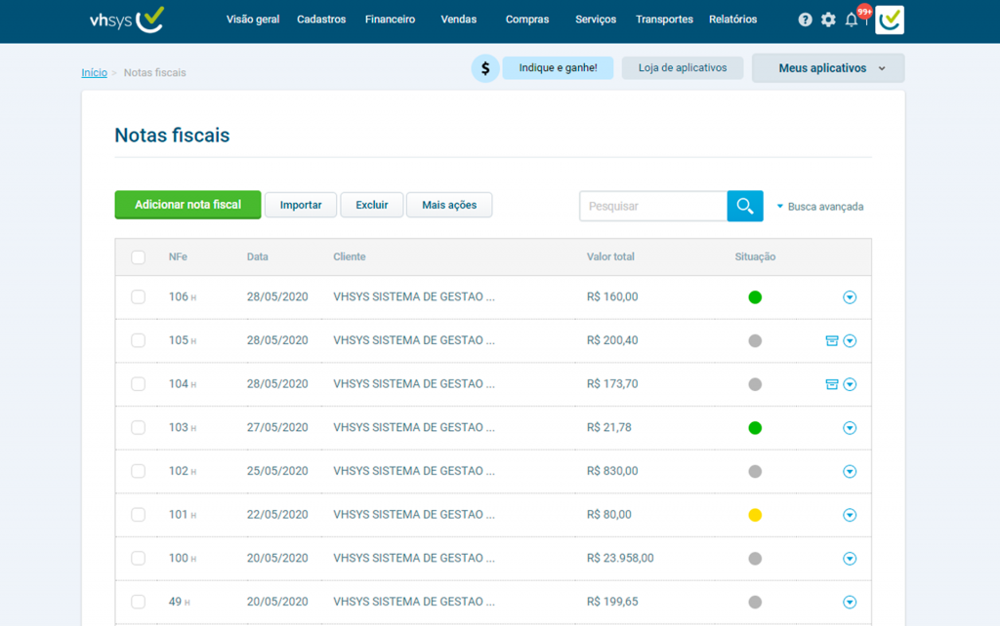 vhsys Visão geral Cadastros Financeiro Vendas Compras Serviços Transportes Relatórios ? 99+
Início > Notas fiscais $ Indique e ganhe! Loja de aplicativos Meus aplicativos
Notas fiscais
Adicionar nota fiscal Importar Excluir Mais ações Pesquisar Busca avançada
NFe Data Cliente Valor total Situação
106 H 28/05/2020 VHSYS SISTEMA DE GESTAO ... R$ 160,00
105 H 28/05/2020 VHSYS SISTEMA DE GESTAO ... R$ 200,40
104 H 28/05/2020 VHSYS SISTEMA DE GESTAO ... R$ 173,70
103 H 27/05/2020 VHSYS SISTEMA DE GESTAO ... R$ 21,78
102 H 25/05/2020 VHSYS SISTEMA DE GESTAO ... R$ 830,00
101 H 22/05/2020 VHSYS SISTEMA DE GESTAO ... R$ 80,00
100 H 20/05/2020 VHSYS SISTEMA DE GESTAO ... R$ 23.958,00
49 H 20/05/2020 VHSYS SISTEMA DE GESTAO ... R$ 199,65